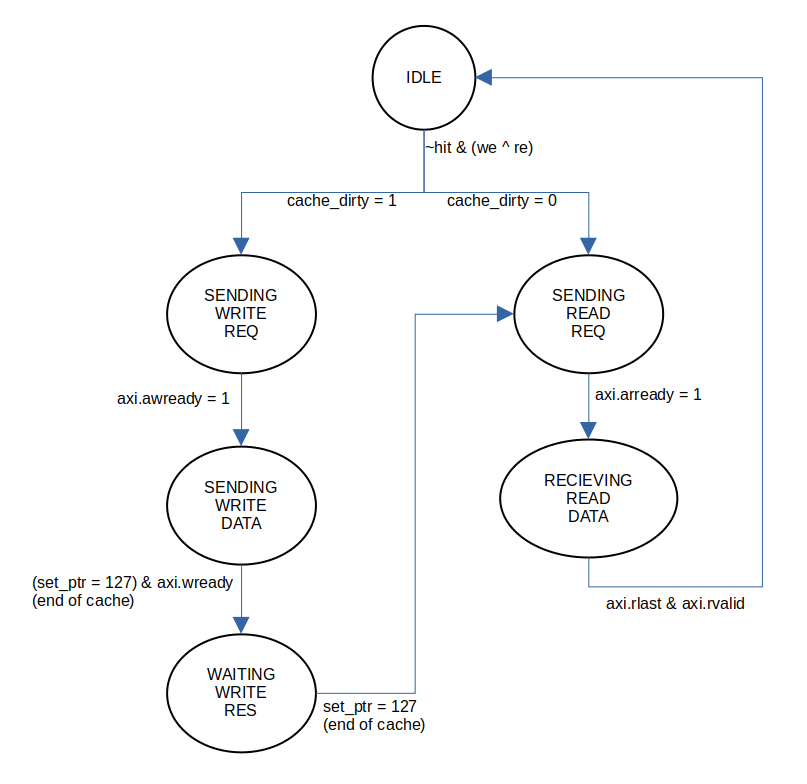 IDLE
~hit & (we ^ re)
cache_dirty = 1
cache_dirty = 0
SENDING
WRITE
REQ
SENDING
READ
REQ
axi.awready = 1
axi.arready = 1
SENDING
WRITE
DATA
RECIEVING
READ
DATA
(set_ptr = 127) & axi.wready
(end of cache)
axi.rlast & axi.rvalid
WAITING
WRITE
RES
set_ptr = 127
(end of cache)